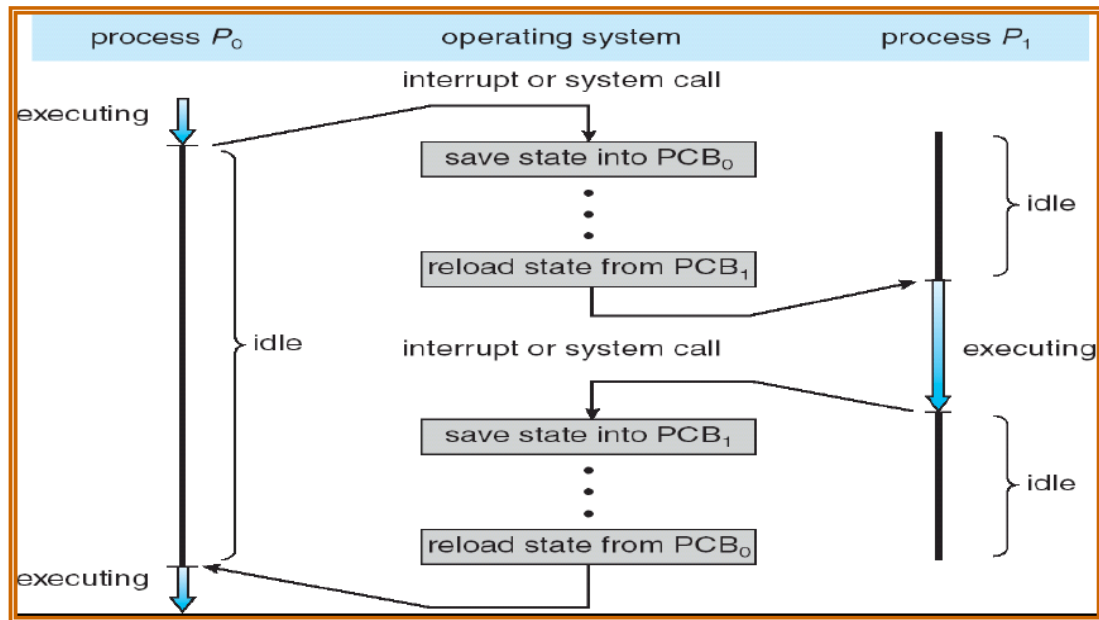 process P₀ operating system process P₁
interrupt or system call
executing
save state into PCB₀
idle
reload state from PCB₁
idle
interrupt or system call
executing
save state into PCB₁
idle
reload state from PCB₀
executing